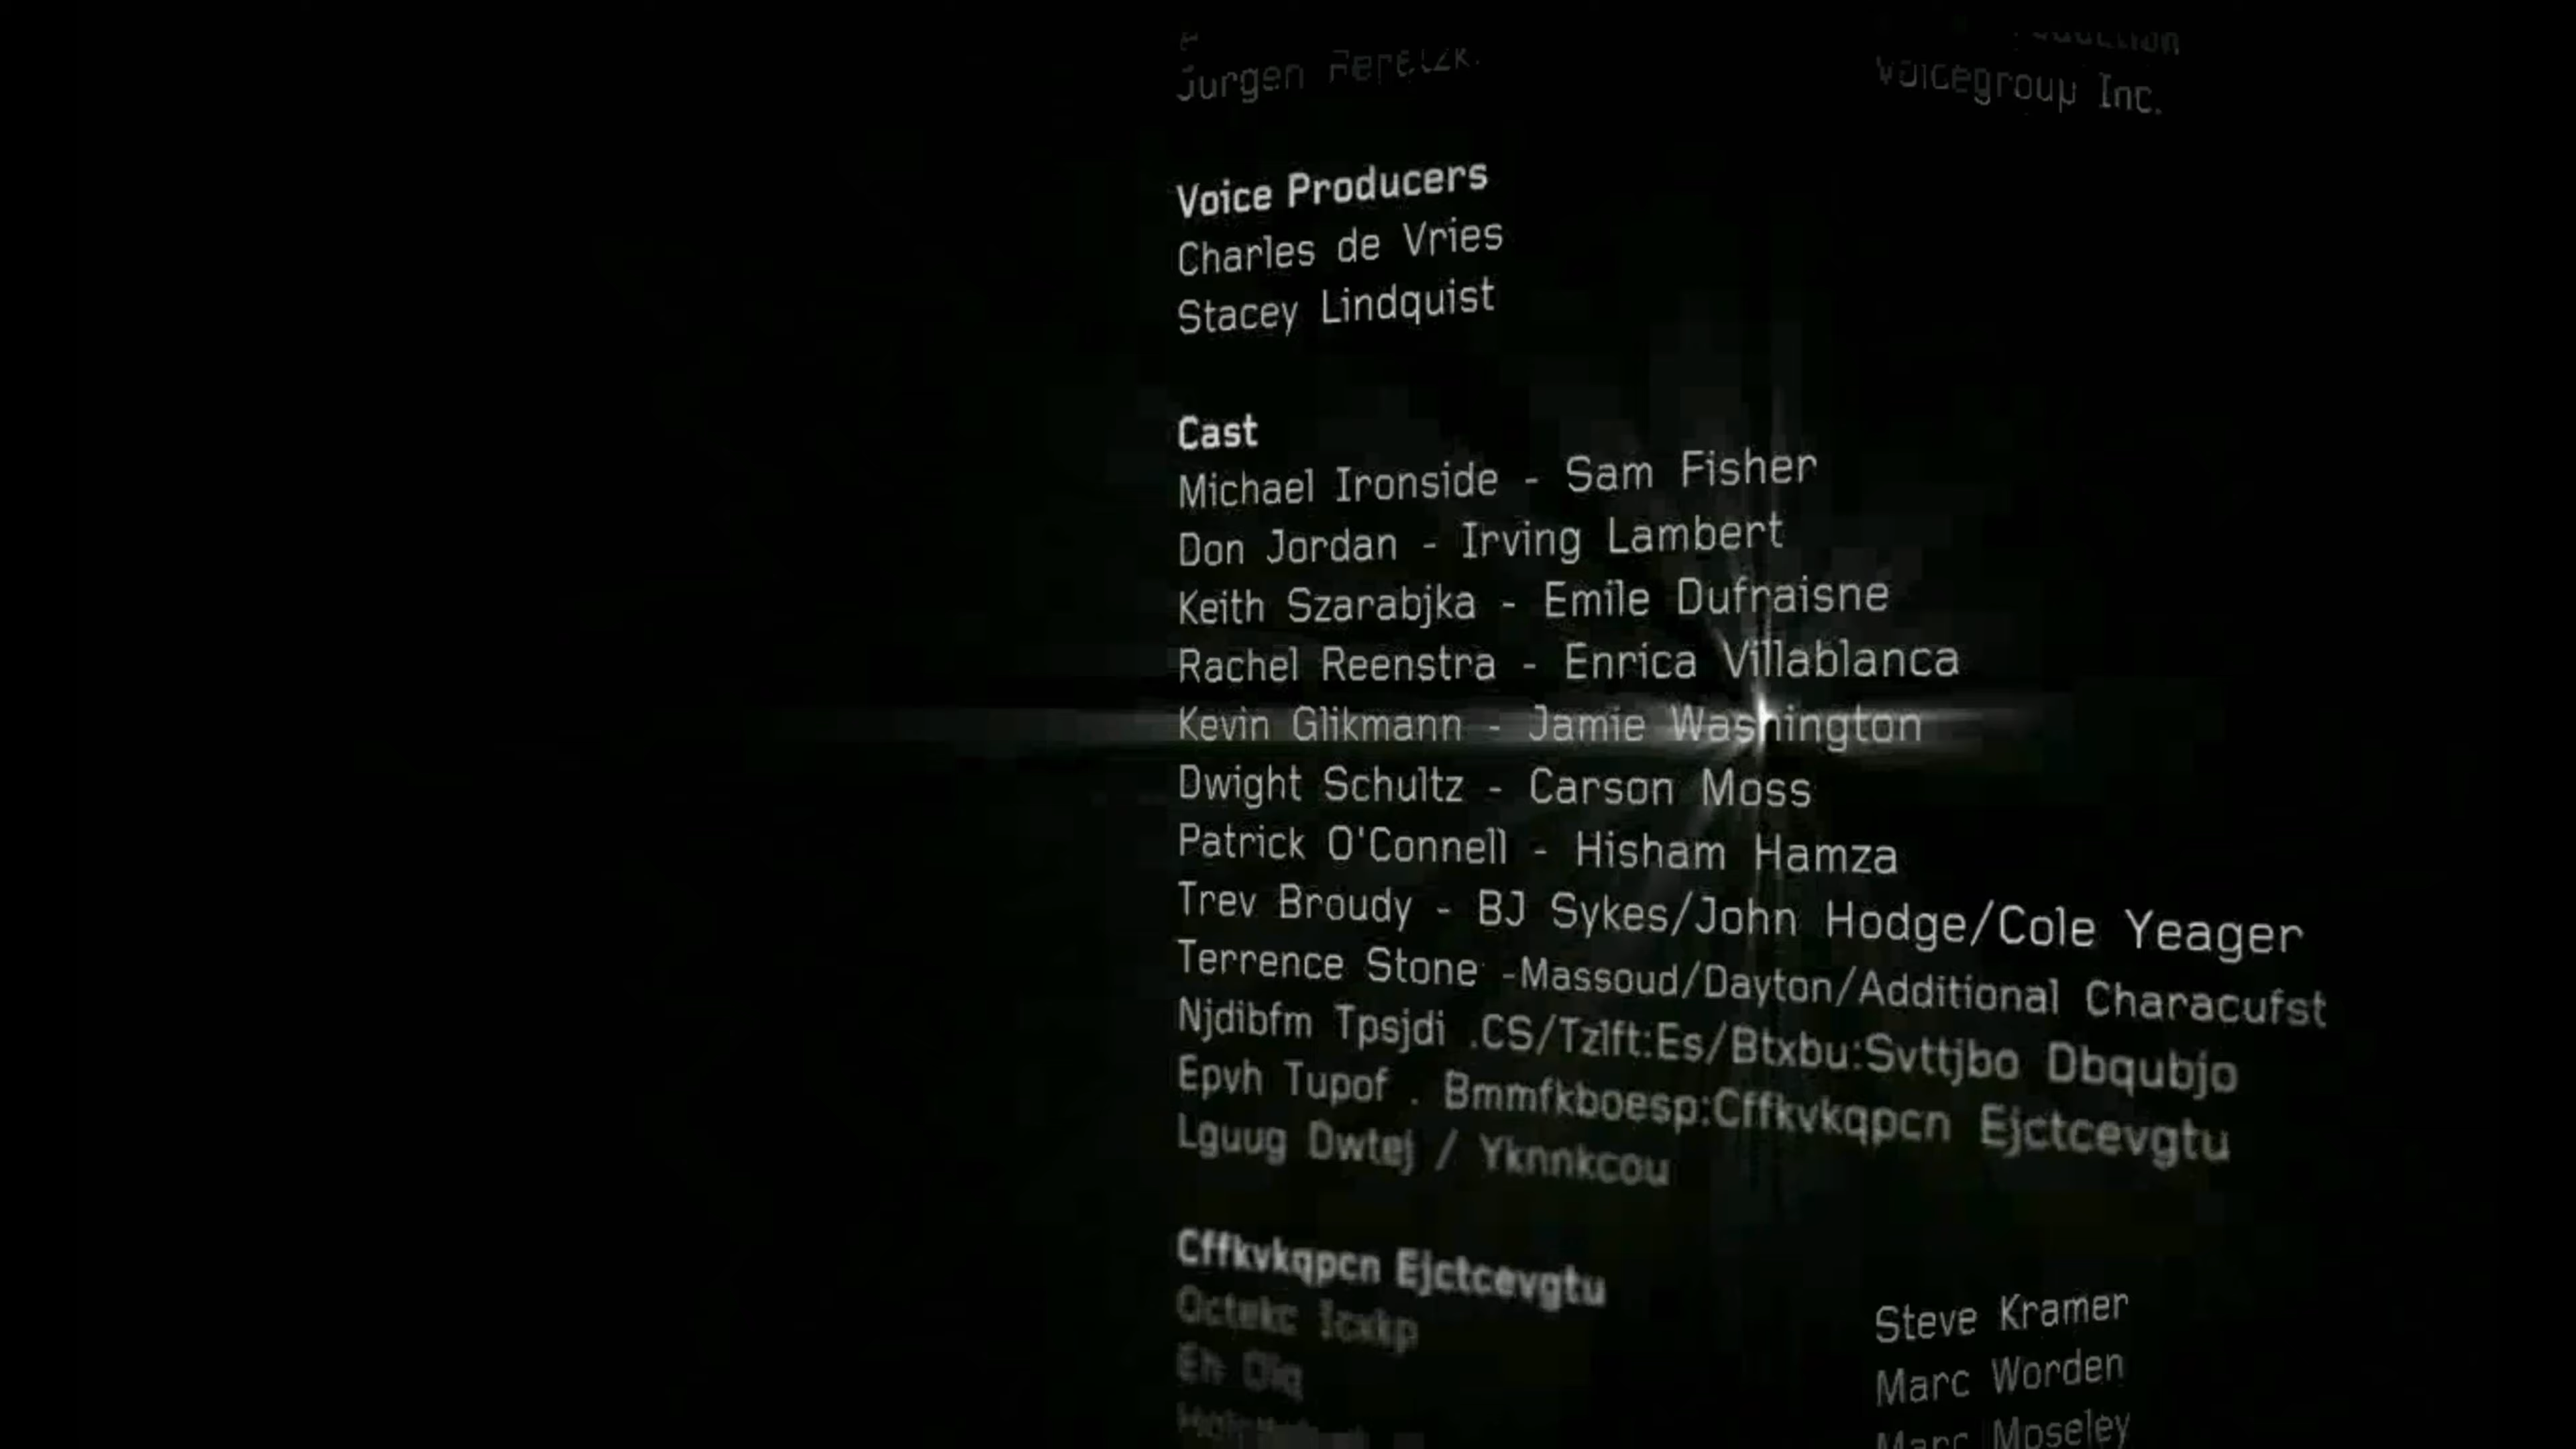 Jurgen
Voicegroup Inc.
Voice Producers
Charles de Vries
Stacey Lindquist
Cast
Michael Ironside - Sam Fisher
Don Jordan - Irving Lambert
Keith Szarabjka - Emile Dufraisne
Rachel Reenstra - Enrica Villablanca
Kevin Glikmann - Jamie Washington
Dwight Schultz - Carson Moss
Patrick O'Connell - Hisham Hamza
Trev Broudy - BJ Sykes/John Hodge/Cole Yeager
Terrence Stone -Massoud/Dayton/Additional Characufst
Njdibfm Tpsjdi .CS/Tzlft:Es/Btxbu:Svttjbo Dbqubjo
Epvh Tupof . Bmmfkboesp:Cffkvkqpcn Ejctcevgtu
Lguug Dwtej / Yknnkcou
Cffkvkqpcn Ejctcevgtu
Steve Kramer
Marc Worden
Marc Moseley